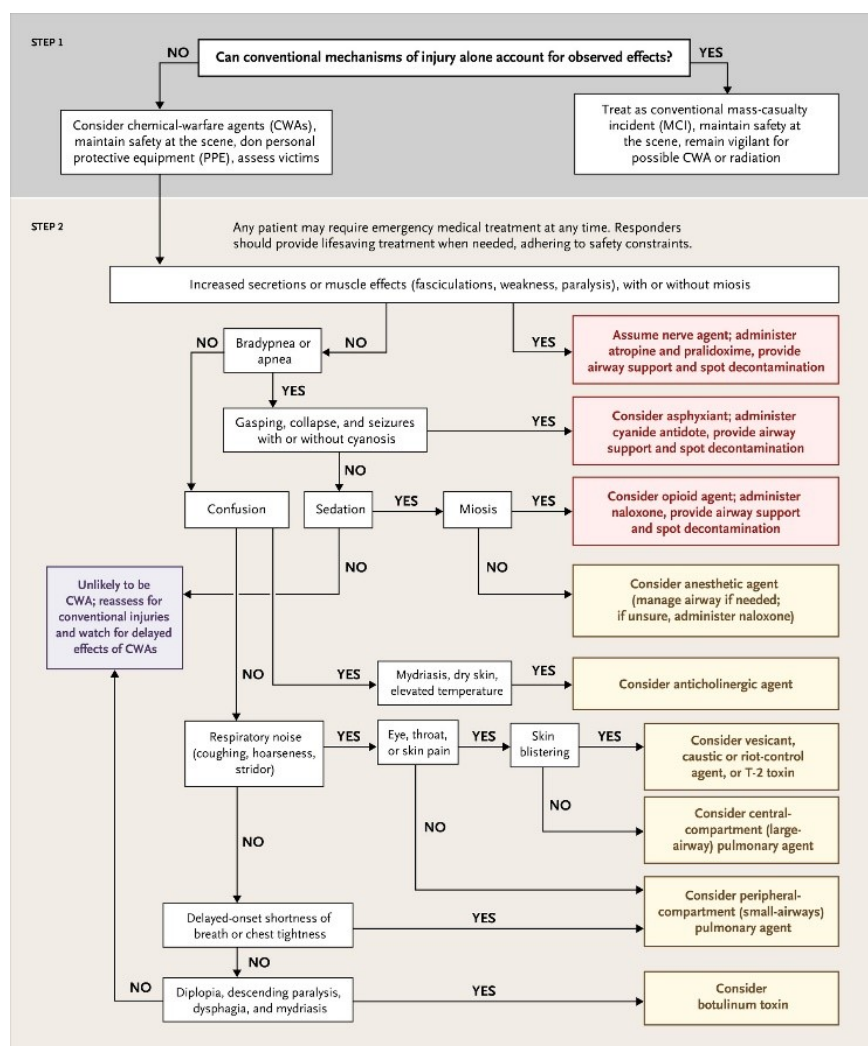 STEP 1
NO
Can conventional mechanisms of injury alone account for observed effects?
YES
Consider chemical-warfare agents (CWAs),
maintain safety at the scene, don personal
protective equipment (PPE), assess victims
Treat as conventional mass-casualty
incident (MCI), maintain safety at
the scene, remain vigilant for
possible CWA or radiation
STEP 2
Any patient may require emergency medical treatment at any time. Responders
should provide lifesaving treatment when needed, adhering to safety constraints.
Increased secretions or muscle effects (fasciculations, weakness, paralysis), with or without miosis
NO
Bradypnea or
apnea
NO
YES
Assume nerve agent; administer
atropine and pralidoxime, provide
airway support and spot decontamination
YES
Gasping, collapse, and seizures
with or without cyanosis
YES
Consider asphyxiant; administer
cyanide antidote, provide airway
support and spot decontamination
NO
Confusion
Sedation
YES
Miosis
YES
Consider opioid agent; administer
naloxone, provide airway support
and spot decontamination
NO
NO
Unlikely to be
CWA; reassess for
conventional injuries
and watch for delayed
effects of CWAs
Consider anesthetic agent
(manage airway if needed;
if unsure, administer naloxone)
NO
YES
Mydriasis, dry skin,
elevated temperature
YES
Consider anticholinergic agent
Respiratory noise
(coughing, hoarseness,
stridor)
YES
Eye, throat,
or skin pain
YES
Skin
blistering
YES
Consider vesicant,
caustic or riot-control
agent, or T-2 toxin
NO
NO
NO
Consider central-
compartment (large-
airway) pulmonary agent
Delayed-onset shortness of
breath or chest tightness
YES
Consider peripheral-
compartment (small-airways)
pulmonary agent
NO
NO
Diplopia, descending paralysis,
dysphagia, and mydriasis
YES
Consider
botulinum toxin